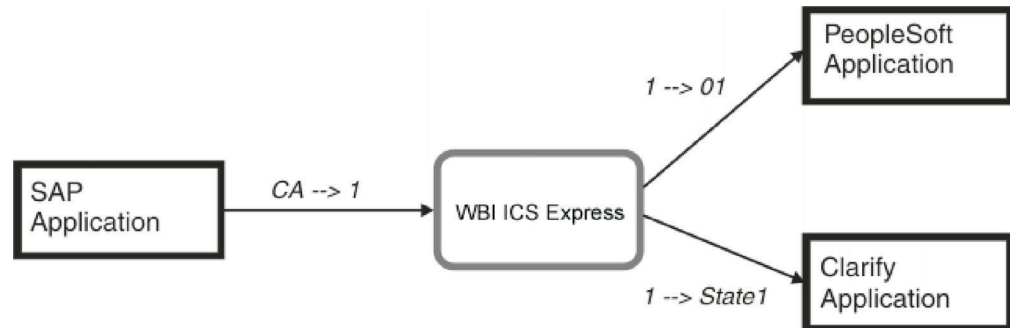 PeopleSoft
Application
1 --> 01
SAP
Application
CA --> 1
WBI ICS Express
1 --> State1
Clarify
Application